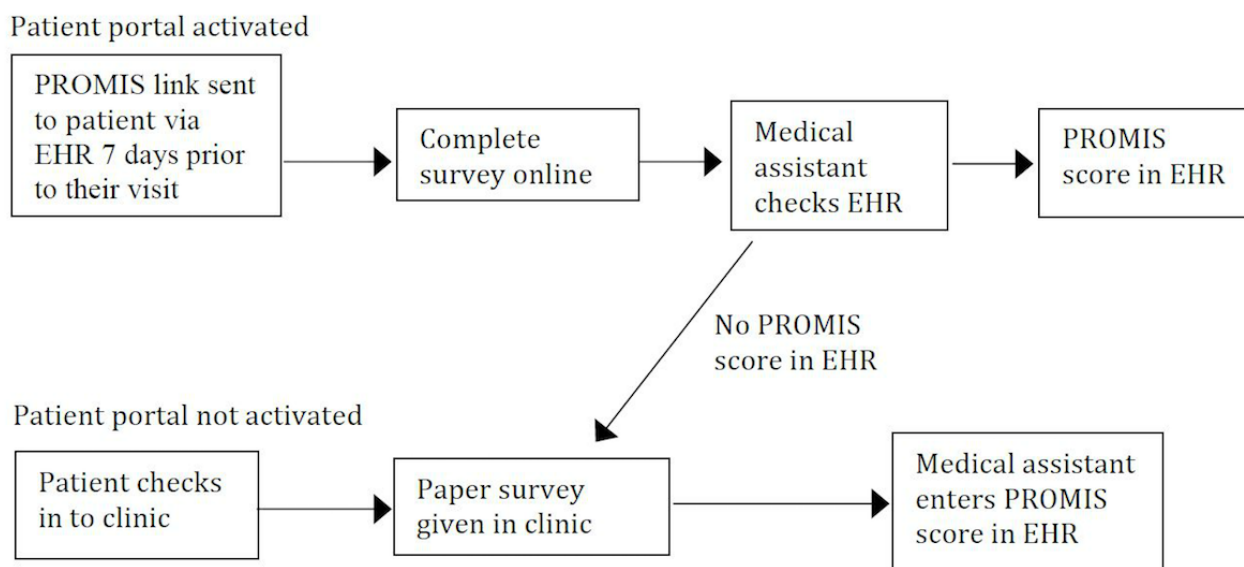 Patient portal activated
PROMIS link sent
to patient via
EHR 7 days prior
to their visit
Complete
survey online
Medical
assistant
checks EHR
PROMIS
score in EHR
No PROMIS
score in EHR
Patient portal not activated
Patient checks
in to clinic
Paper survey
given in clinic
Medical assistant
enters PROMIS
score in EHR